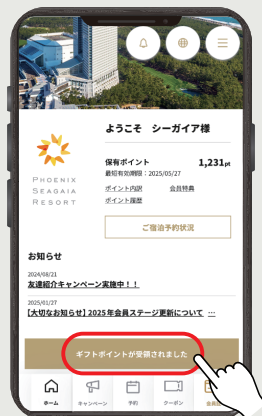 ようこそ シーガイア様
PHOENIX
SEAGAIA
RESORT
保有ポイント 1,231pt
最短有効期限：2025/05/27
ポイント内訳 会員特典
ポイント履歴
ご宿泊予約状況
お知らせ
2024/08/21
友達紹介キャンペーン実施中！！
2025/01/27
【大切なお知らせ】2025年会員ステージ更新について …
ギフトポイントが受領されました
ホーム キャンペーン 予約 クーポン